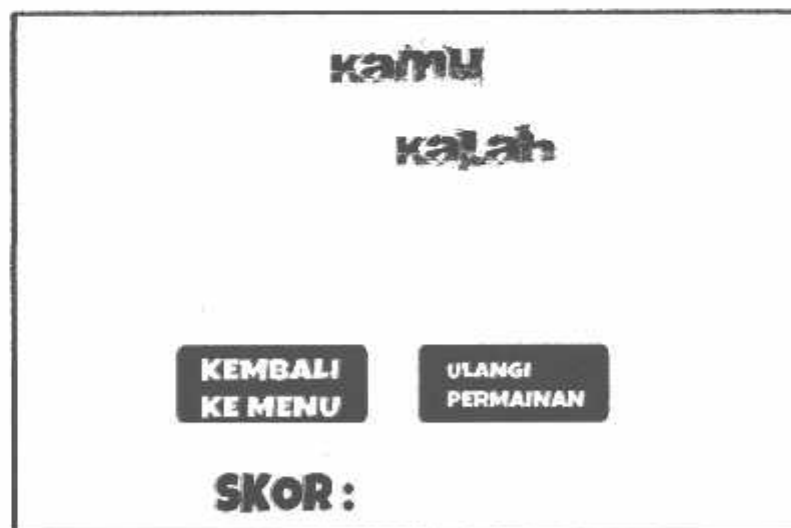 Kamu
Kalah
KEMBALI
KE MENU
ULANGI
PERMAINAN
SKOR :